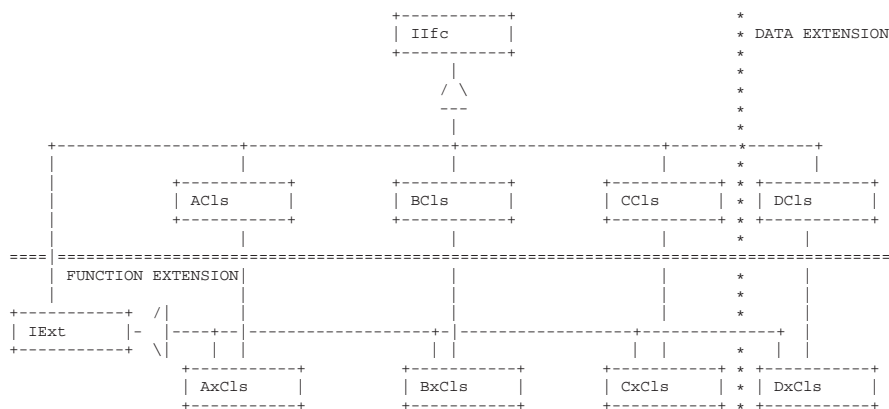 IIfc
DATA EXTENSION
ACls
BCls
CCls
DCls
FUNCTION EXTENSION
IExt
AxCls
BxCls
CxCls
DxCls